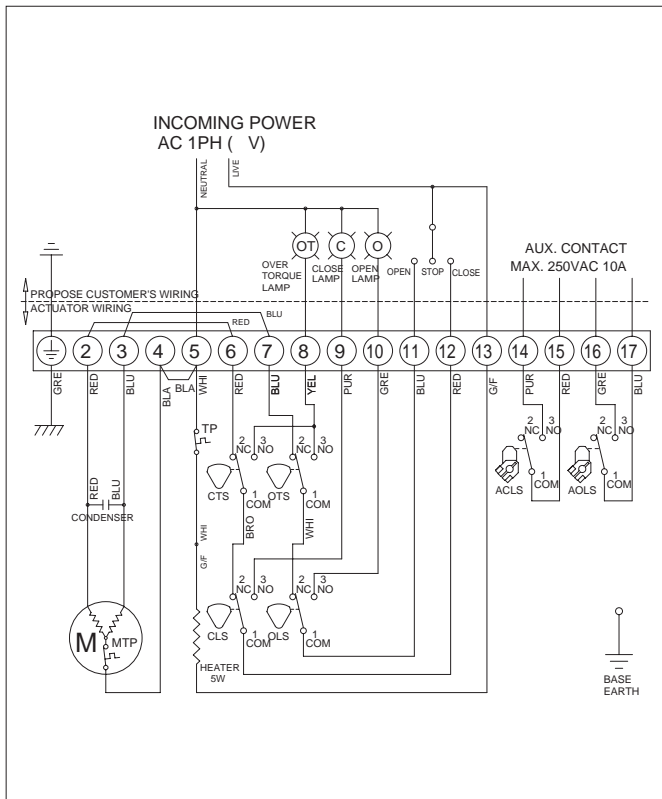 INCOMING POWER
AC 1PH (   V)
NEUTRAL
LIVE
OT
C
O
OVER
TORQUE
LAMP
CLOSE
LAMP
OPEN
LAMP
OPEN
STOP
CLOSE
AUX. CONTACT
MAX. 250VAC 10A
PROPOSE CUSTOMER'S WIRING
ACTUATOR WIRING
RED
BLU
2 3 4 5 6 7 8 9 10 11 12 13 14 15 16 17
GRE
RED
BLU
BLA
BLA
WHI
RED
BLU
YEL
PUR
GRE
BLU
RED
G/F
PUR
RED
GRE
BLU
TP
2 3
NC NO
CTS
1
COM
2 3
NC NO
OTS
1
COM
2 3
NC NO
ACLS
1
COM
2 3
NC NO
AOLS
1
COM
RED
BLU
CONDENSER
WHI
G/F
BRO
WHI
2 3
NC NO
CLS
1
COM
2 3
NC NO
OLS
1
COM
M
MTP
HEATER
5W
BASE
EARTH